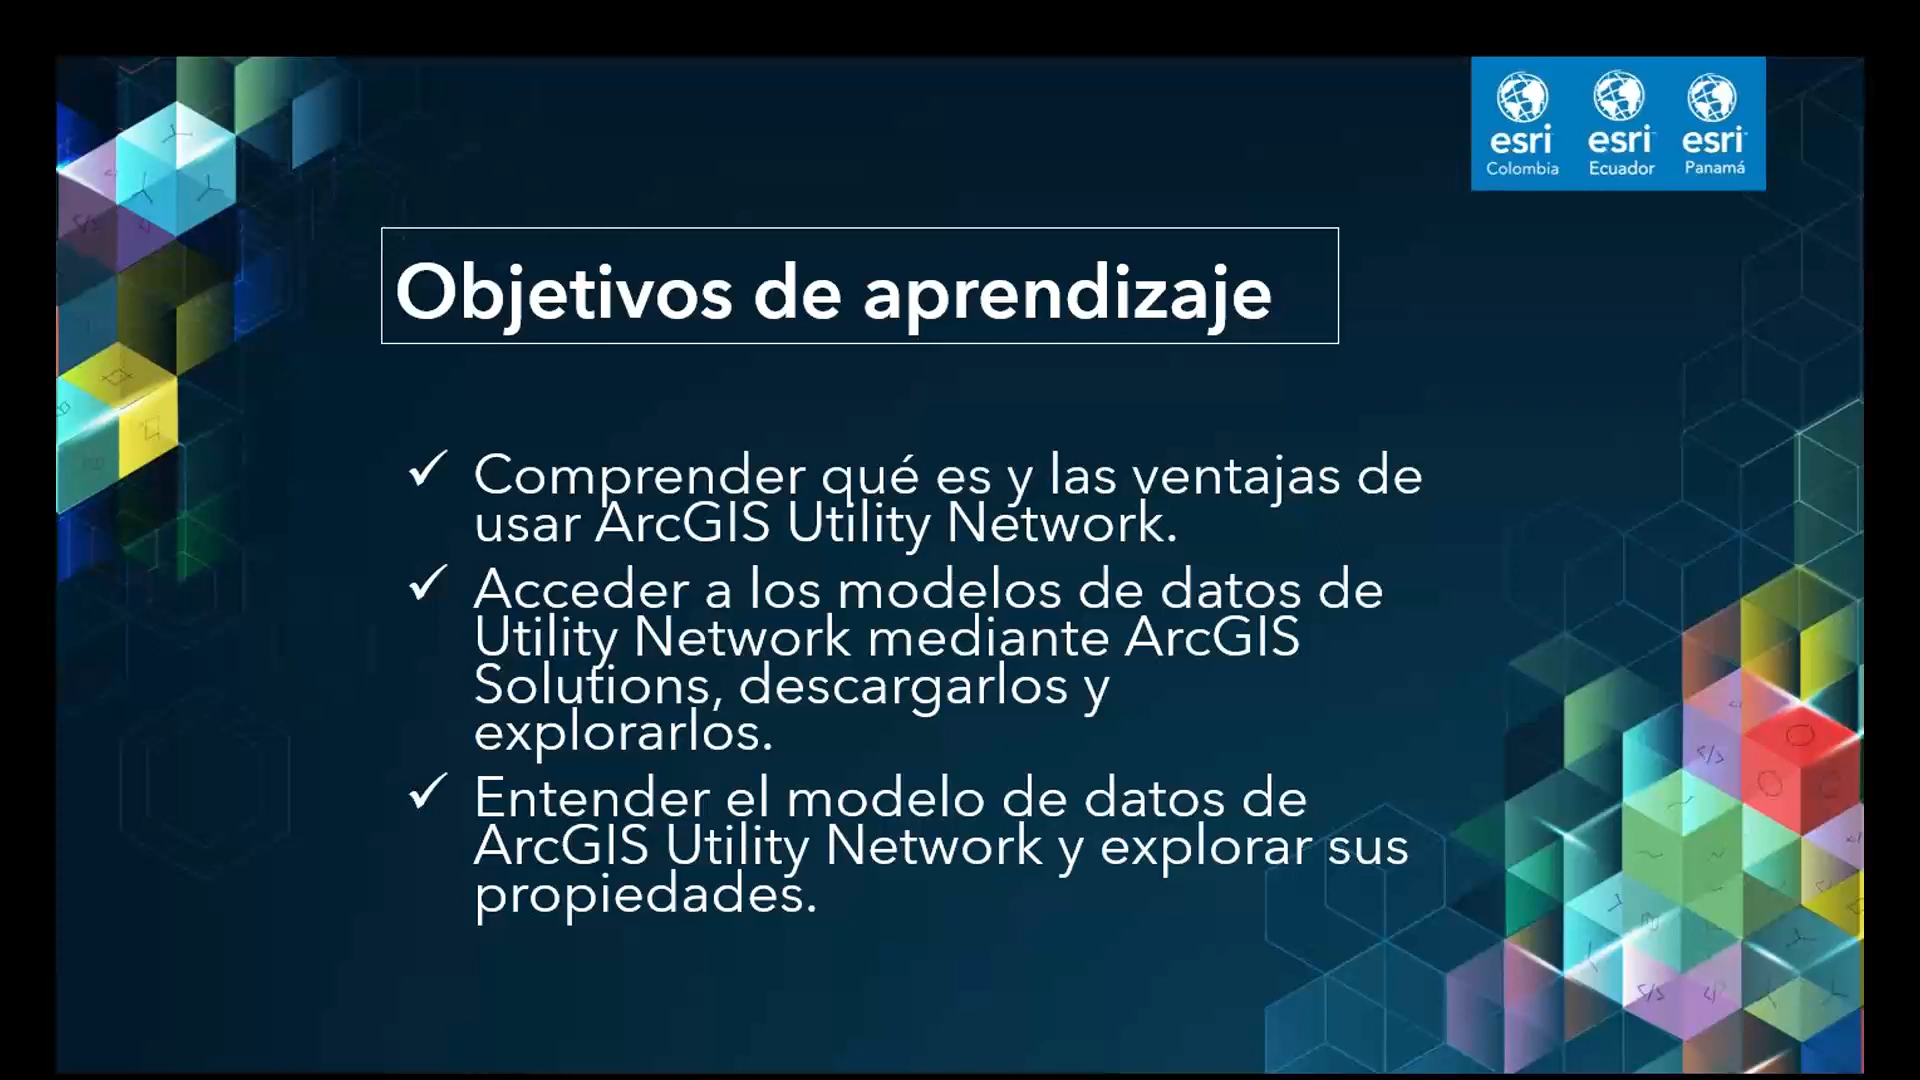 esri esri esri
Colombia Ecuador Panamá
Objetivos de aprendizaje
✓ Comprender qué es y las ventajas de
usar ArcGIS Utility Network.
✓ Acceder a los modelos de datos de
Utility Network mediante ArcGIS
Solutions, descargarlos y
explorarlos.
✓ Entender el modelo de datos de
ArcGIS Utility Network y explorar sus
propiedades.